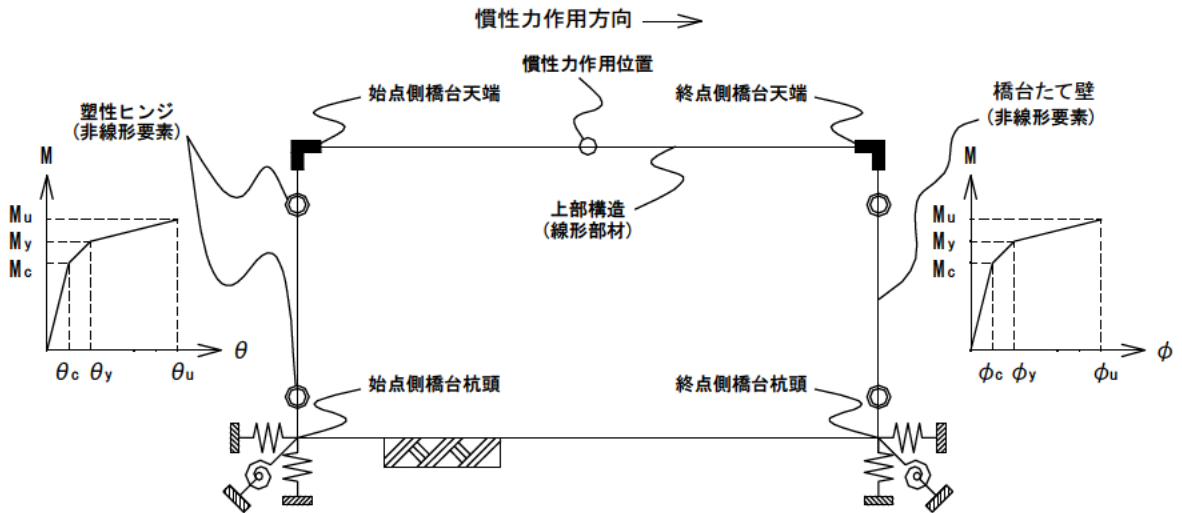 慣性力作用方向
慣性力作用位置
始点側橋台天端
終点側橋台天端
塑性ヒンジ
(非線形要素)
橋台たて壁
(非線形要素)
上部構造
(線形部材)
M
Mu
My
Mc
θc
θy
θu
θ
M
Mu
My
Mc
φc
φy
φu
φ
始点側橋台杭頭
終点側橋台杭頭